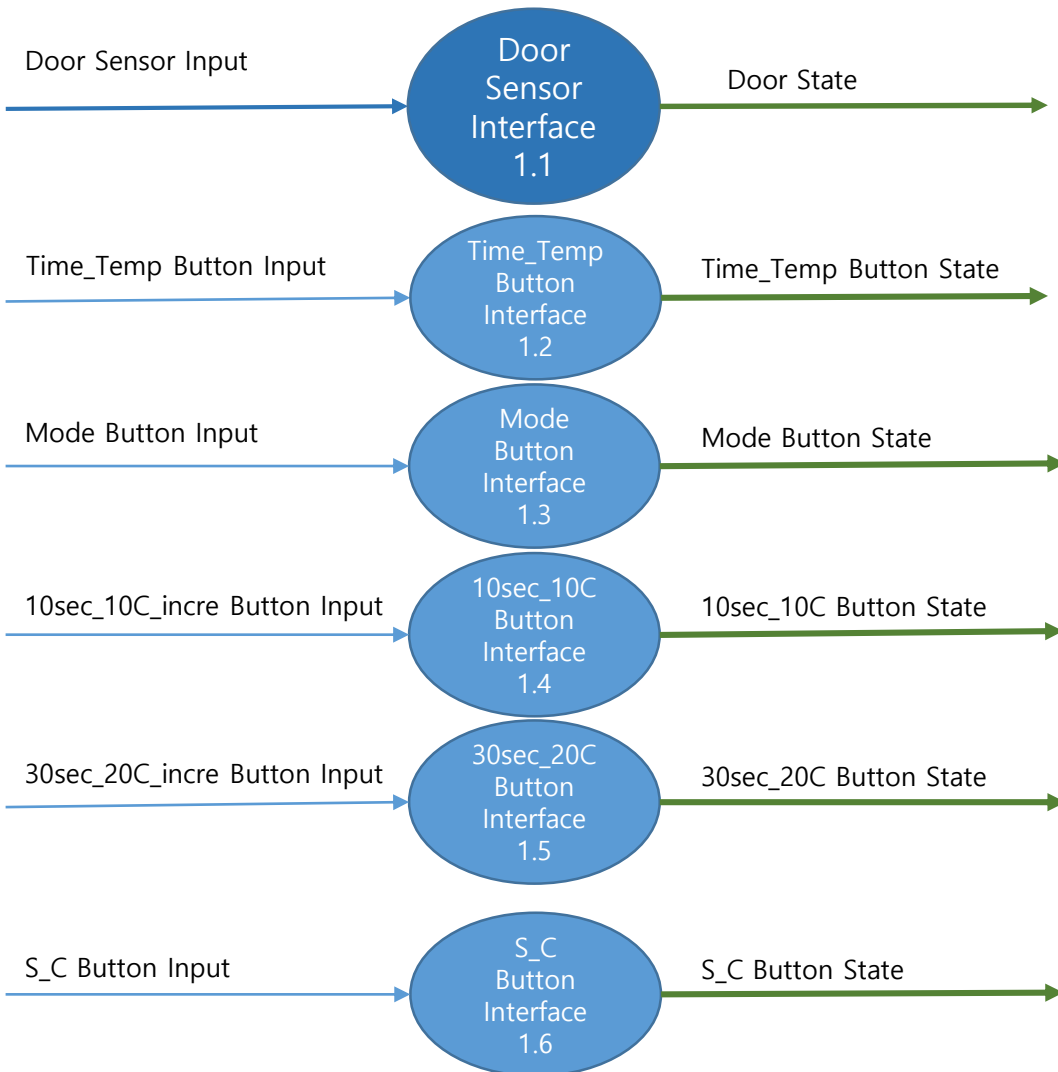 Door Sensor Input
Door
Sensor
Interface
1.1
Door State
Time_Temp Button Input
Time_Temp
Button
Interface
1.2
Time_Temp Button State
Mode Button Input
Mode
Button
Interface
1.3
Mode Button State
10sec_10C_incre Button Input
10sec_10C
Button
Interface
1.4
10sec_10C Button State
30sec_20C_incre Button Input
30sec_20C
Button
Interface
1.5
30sec_20C Button State
S_C Button Input
S_C
Button
Interface
1.6
S_C Button State